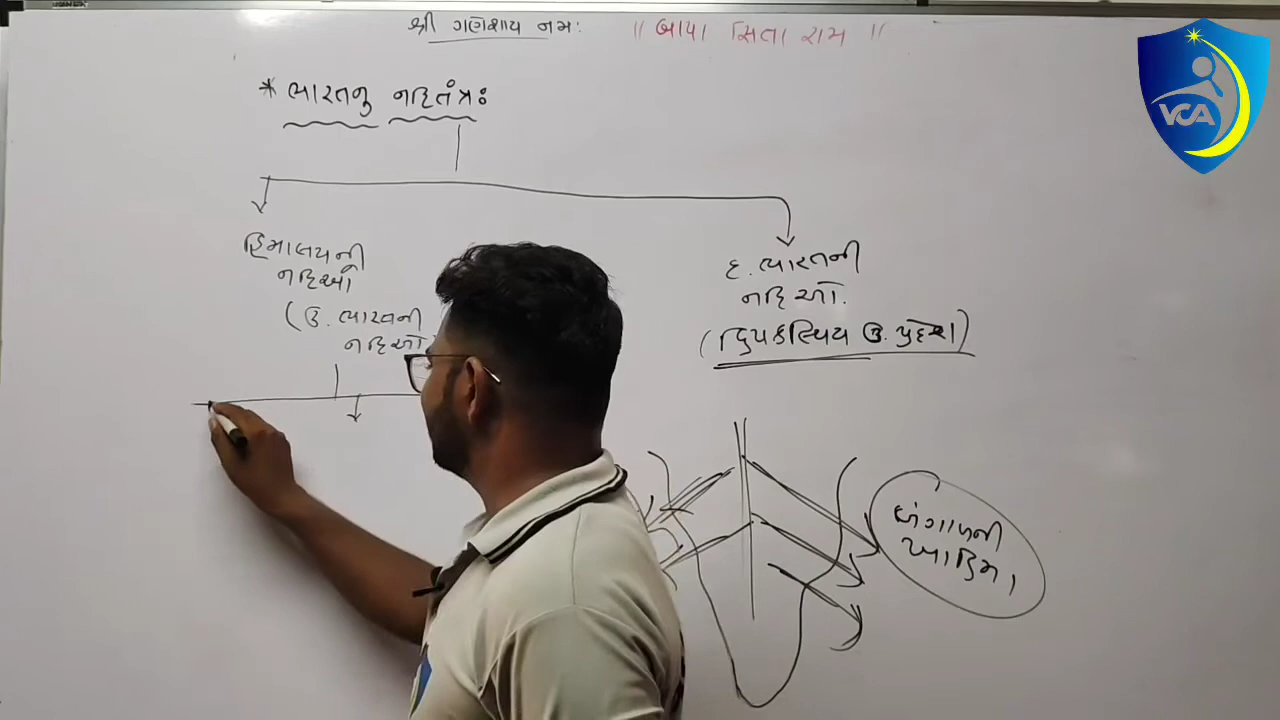 શ્રી ગણેશાય નમઃ ॥ બાપા સિતા રામ ॥
VCA
* ભારતનુ નદિતંત્રઃ
હિમાલયની
નદિઓ
(ઉ. ભારતની
નદિઓ
દ. ભારતની
નદિઓ.
(દ્વિપકલ્પિય ઉ. પ્રદેશ)
બંગાળની
ખાડિમાં